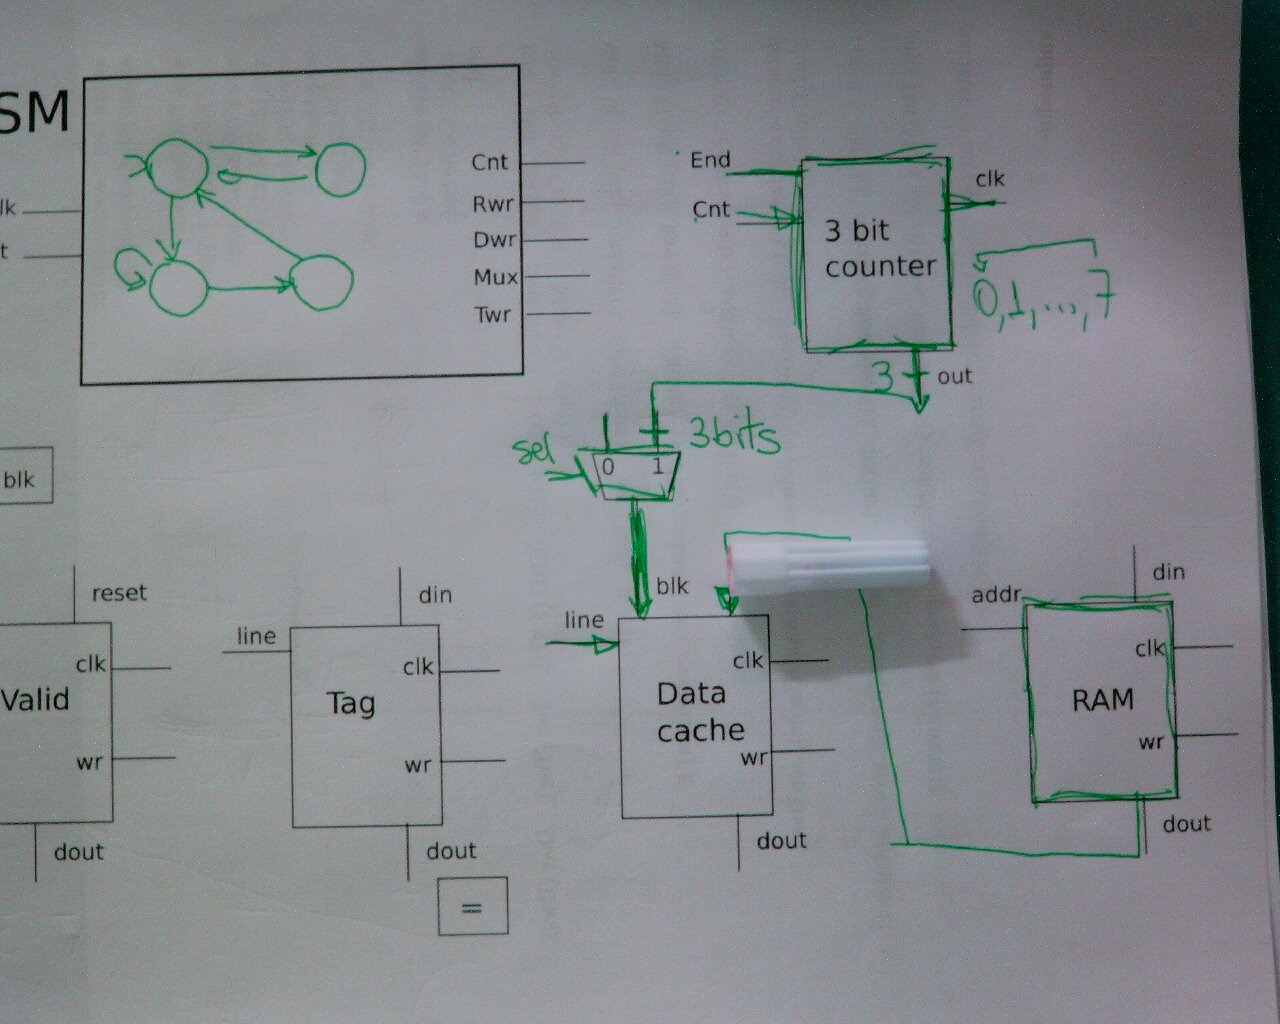 SM
lk
t
Cnt
Rwr
Dwr
Mux
Twr
End
Cnt
clk
3 bit
counter
0,1,...,7
3
out
sel
3bits
0 1
blk
blk
reset
clk
Valid
wr
dout
din
line
clk
Tag
wr
dout
=
line
clk
Data
cache
wr
dout
addr
din
clk
RAM
wr
dout